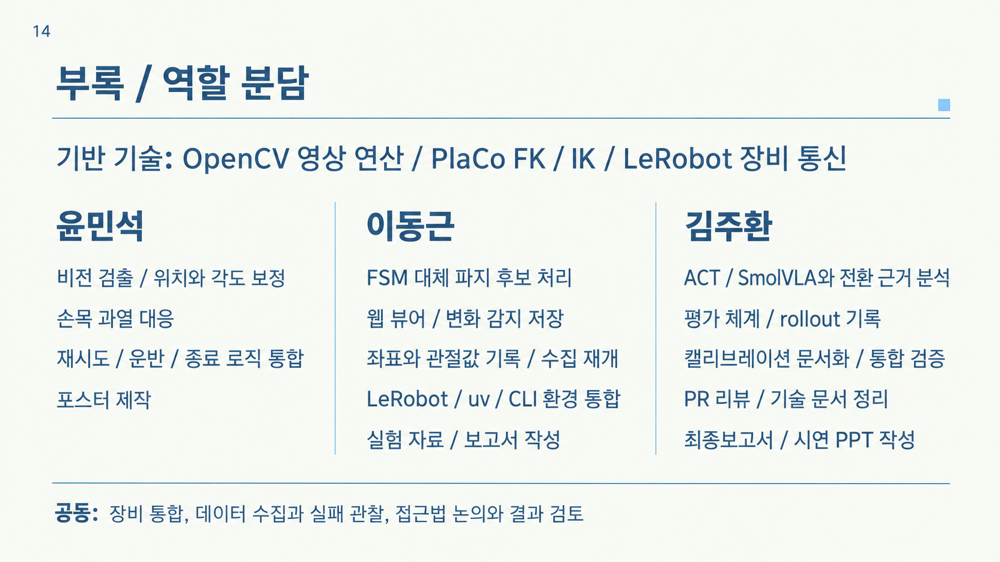 14
부록 / 역할 분담
기반 기술: OpenCV 영상 연산 / PlaCo FK / IK / LeRobot 장비 통신
윤민석
비전 검출 / 위치와 각도 보정
손목 과열 대응
재시도 / 운반 / 종료 로직 통합
포스터 제작
이동근
FSM 대체 파지 후보 처리
웹 뷰어 / 변화 감지 저장
좌표와 관절값 기록 / 수집 재개
LeRobot / uv / CLI 환경 통합
실험 자료 / 보고서 작성
김주환
ACT / SmolVLA와 전환 근거 분석
평가 체계 / rollout 기록
캘리브레이션 문서화 / 통합 검증
PR 리뷰 / 기술 문서 정리
최종보고서 / 시연 PPT 작성
공동: 장비 통합, 데이터 수집과 실패 관찰, 접근법 논의와 결과 검토